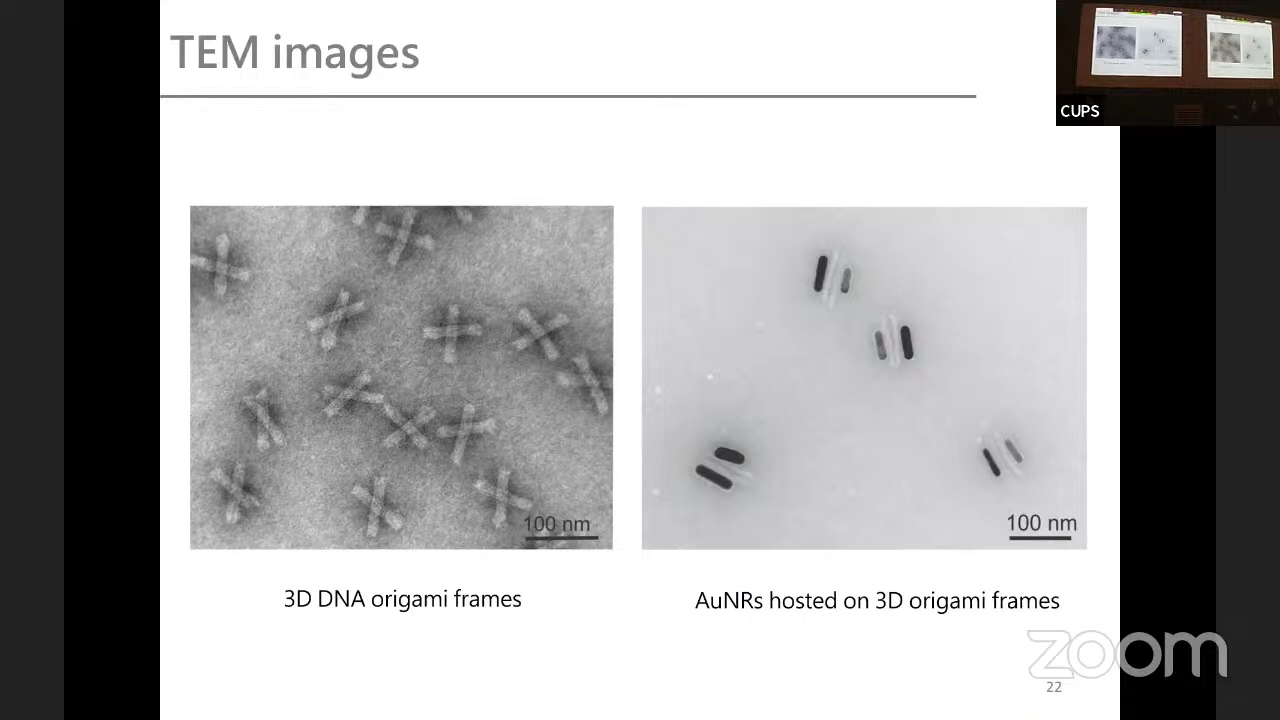 TEM images
CUPS
100 nm
100 nm
3D DNA origami frames
AuNRs hosted on 3D origami frames
zoom
22